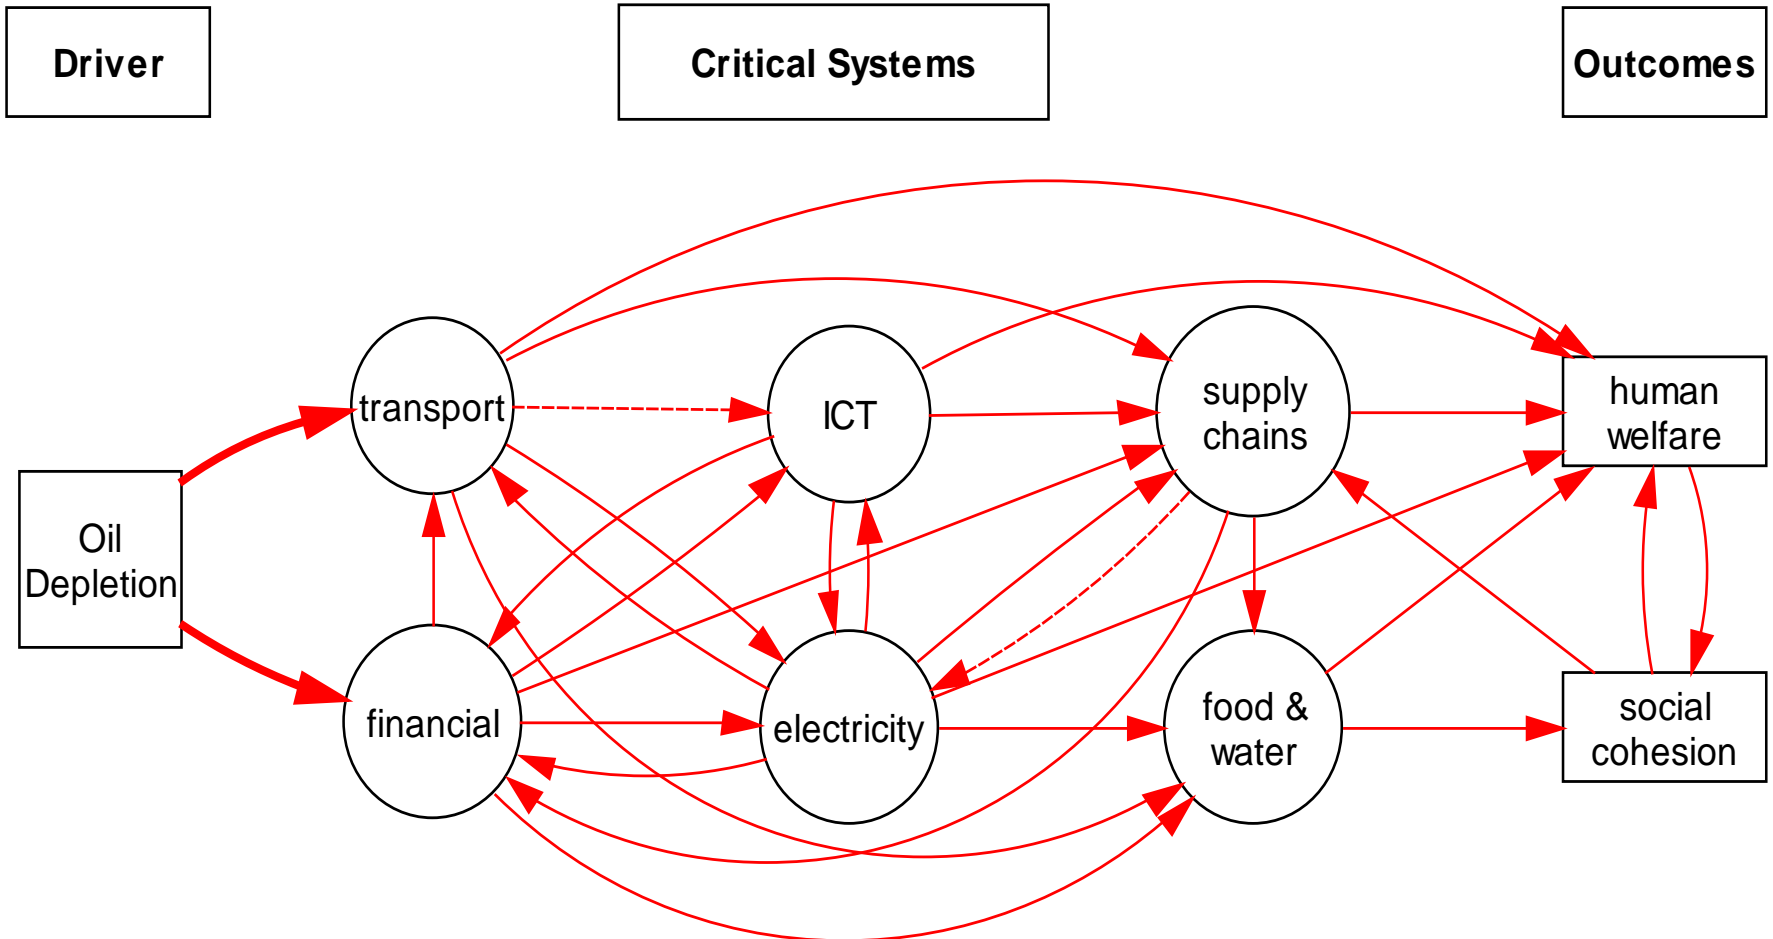 Driver
Critical Systems
Outcomes
transport
ICT
supply
chains
human
welfare
Oil
Depletion
financial
electricity
food &
water
social
cohesion